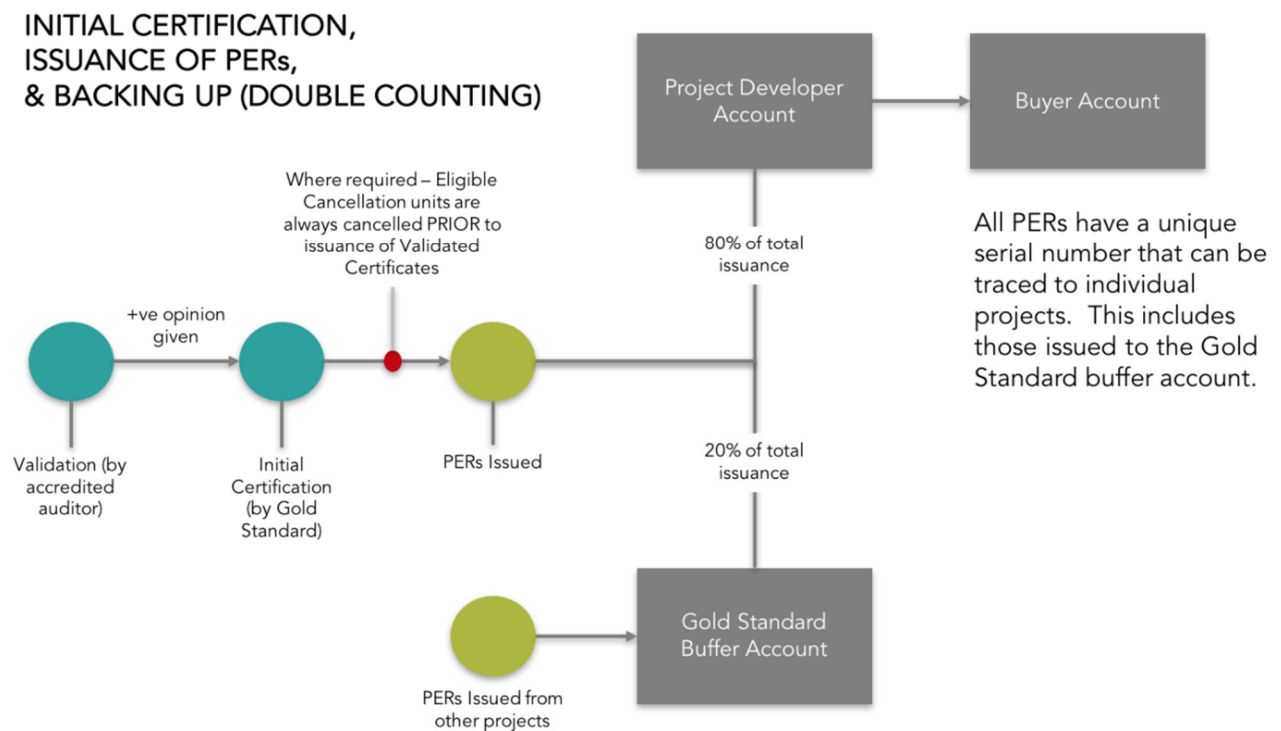 INITIAL CERTIFICATION,
ISSUANCE OF PERs,
& BACKING UP (DOUBLE COUNTING)
Project Developer
Account
Buyer Account
Where required – Eligible
Cancellation units are
always cancelled PRIOR to
issuance of Validated
Certificates
All PERs have a unique
serial number that can be
traced to individual
projects. This includes
those issued to the Gold
Standard buffer account.
80% of total
issuance
+ve opinion
given
Validation (by
accredited
auditor)
Initial
Certification
(by Gold
Standard)
PERs Issued
20% of total
issuance
Gold Standard
Buffer Account
PERs Issued from
other projects